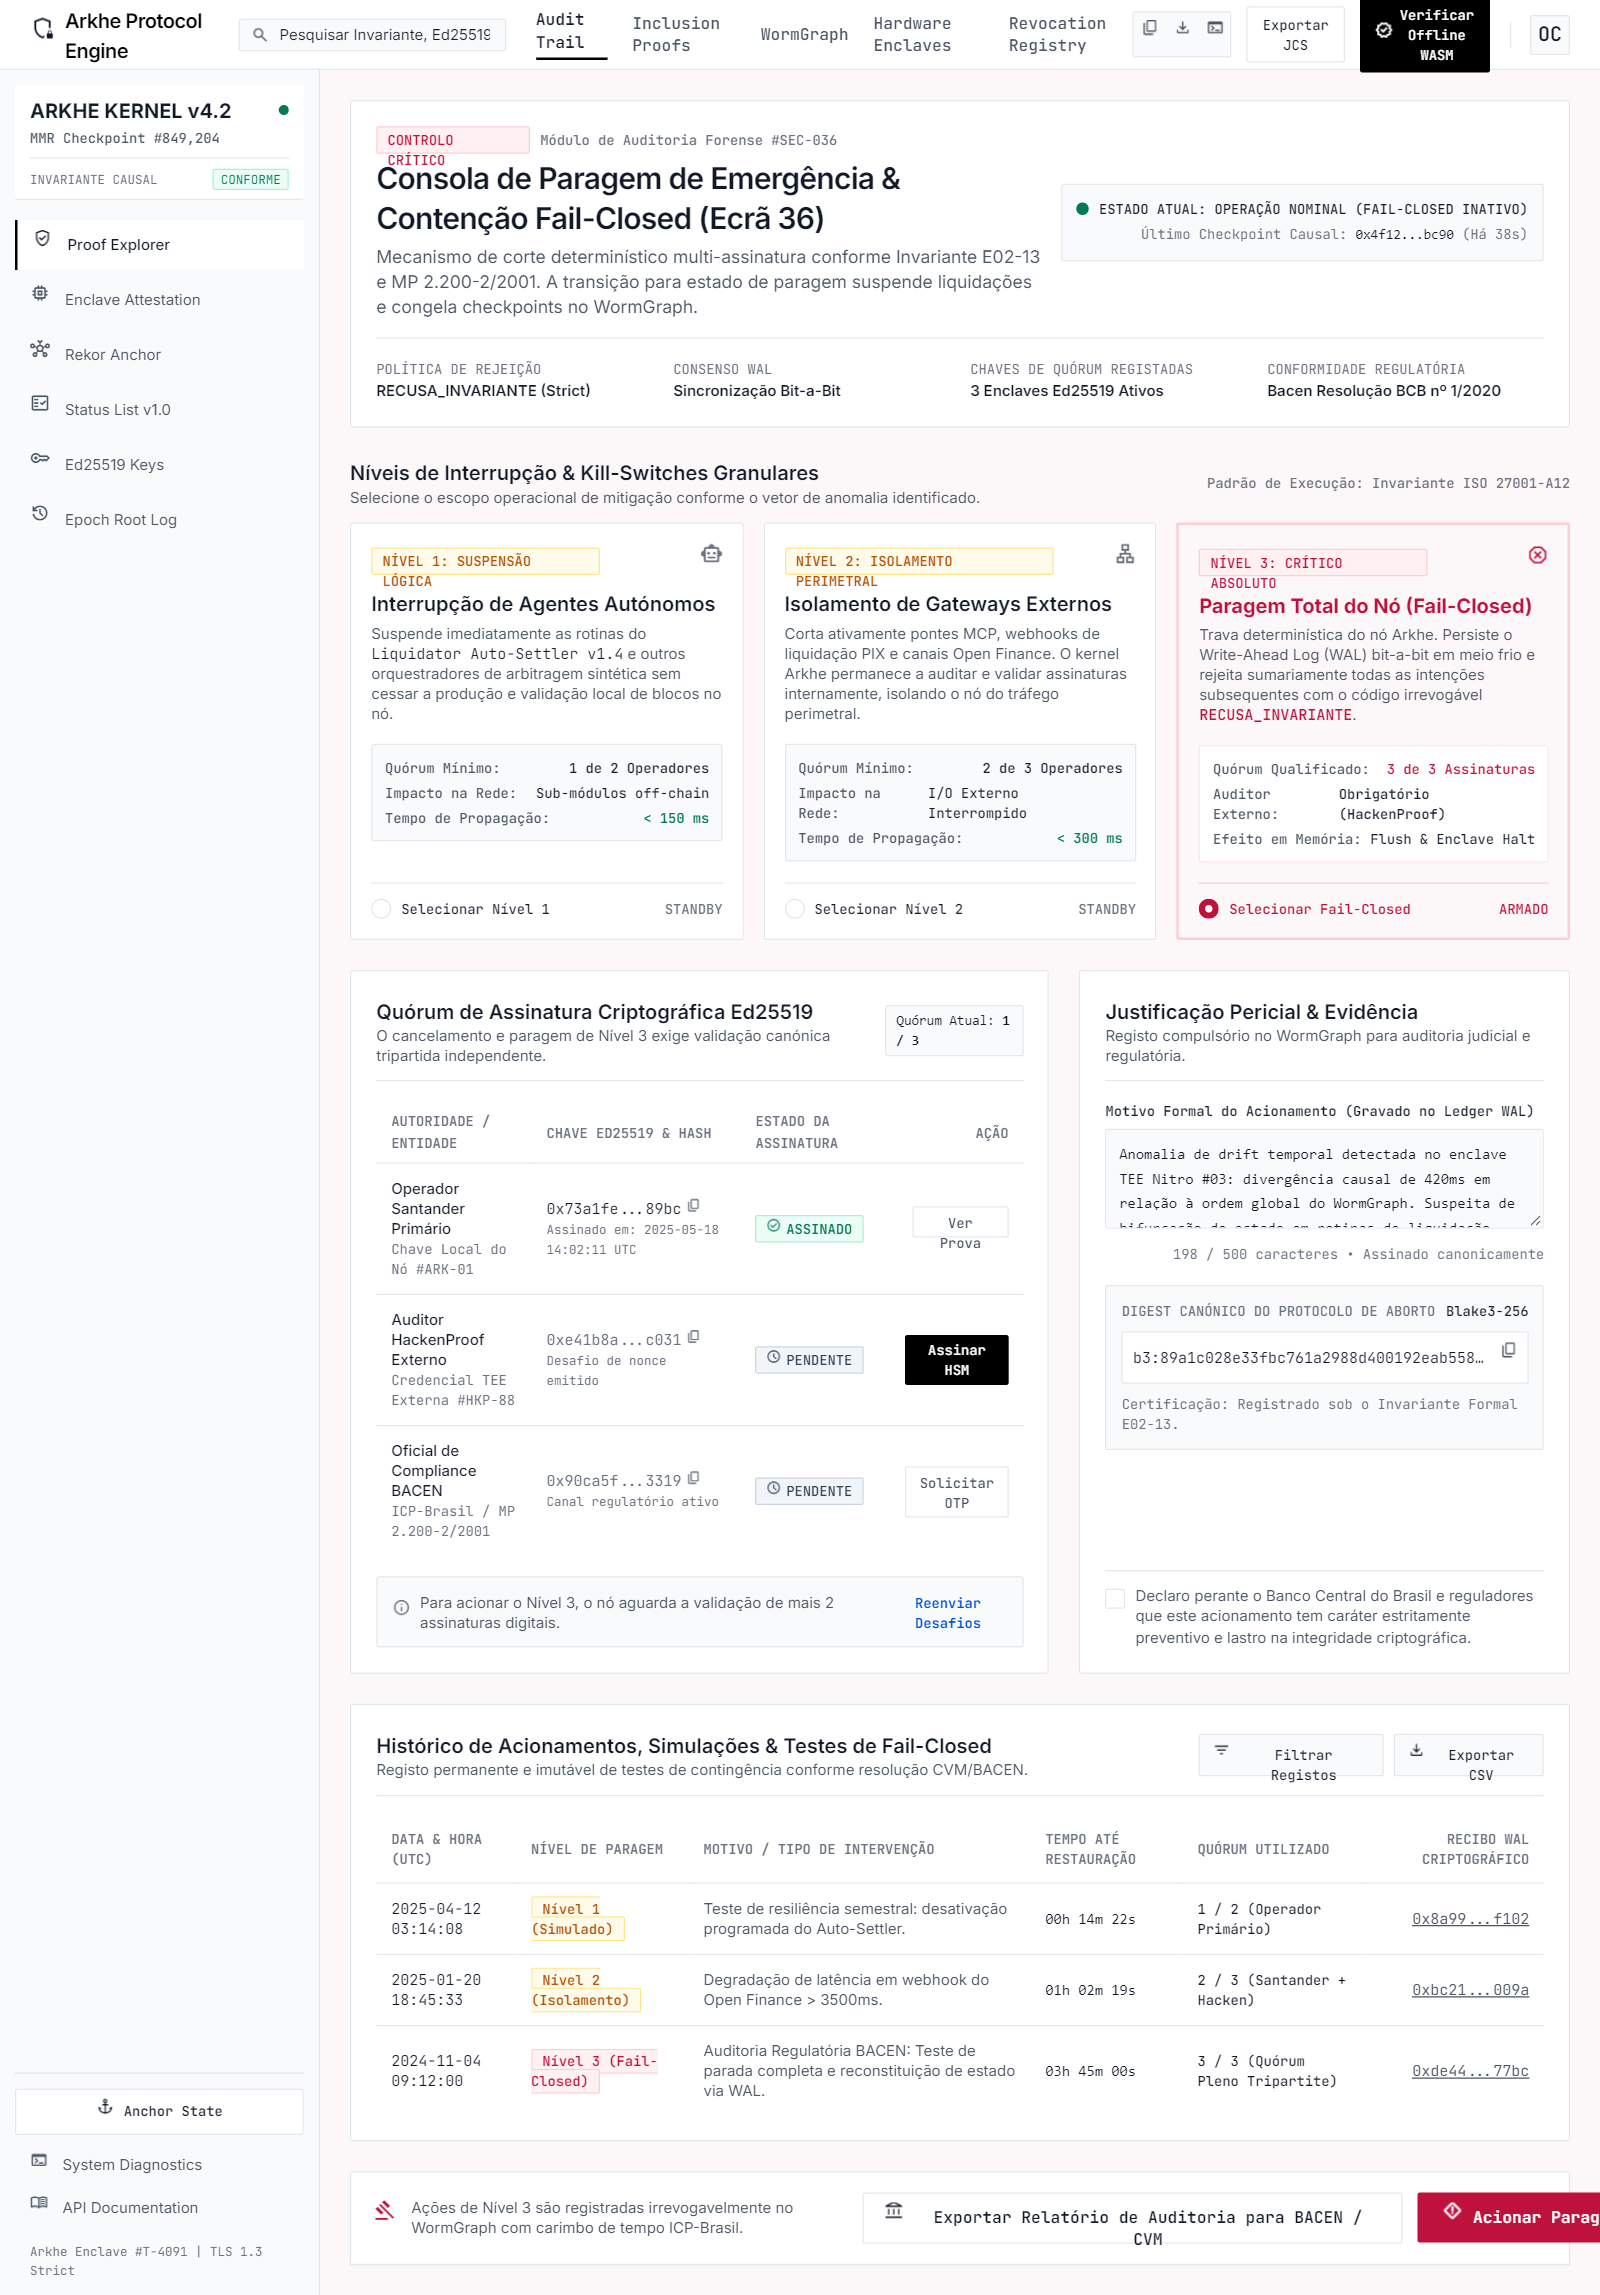 Arkhe Protocol
Engine
Pesquisar Invariante, Ed25519
Audit
Trail
Inclusion
Proofs
WormGraph
Hardware
Enclaves
Revocation
Registry
Exportar
JCS
Verificar
Offline
WASM
OC
ARKHE KERNEL v4.2
MMR Checkpoint #849,204
INVARIANTE CAUSAL
CONFORME
Proof Explorer
Enclave Attestation
Rekor Anchor
Status List v1.0
Ed25519 Keys
Epoch Root Log
Anchor State
System Diagnostics
API Documentation
Arkhe Enclave #T-4091 | TLS 1.3
Strict
CONTROLO
CRÍTICO
Módulo de Auditoria Forense #SEC-036
Consola de Paragem de Emergência &
Contenção Fail-Closed (Ecrã 36)
Mecanismo de corte determinístico multi-assinatura conforme Invariante E02-13
e MP 2.200-2/2001. A transição para estado de paragem suspende liquidações
e congela checkpoints no WormGraph.
ESTADO ATUAL: OPERAÇÃO NOMINAL (FAIL-CLOSED INATIVO)
Último Checkpoint Causal: 0x4f12...bc90 (Há 38s)
POLÍTICA DE REJEIÇÃO
RECUSA_INVARIANTE (Strict)
CONSENSO WAL
Sincronização Bit-a-Bit
CHAVES DE QUÓRUM REGISTADAS
3 Enclaves Ed25519 Ativos
CONFORMIDADE REGULATÓRIA
Bacen Resolução BCB nº 1/2020
Níveis de Interrupção & Kill-Switches Granulares
Selecione o escopo operacional de mitigação conforme o vetor de anomalia identificado.
Padrão de Execução: Invariante ISO 27001-A12
NÍVEL 1: SUSPENSÃO
LÓGICA
Interrupção de Agentes Autónomos
Suspende imediatamente as rotinas do
Liquidator Auto-Settler v1.4 e outros
orquestradores de arbitragem sintética sem
cessar a produção e validação local de blocos no
nó.
Quórum Mínimo: 1 de 2 Operadores
Impacto na Rede: Sub-módulos off-chain
Tempo de Propagação: < 150 ms
Selecionar Nível 1
STANDBY
NÍVEL 2: ISOLAMENTO
PERIMETRAL
Isolamento de Gateways Externos
Corta ativamente pontes MCP, webhooks de
liquidação PIX e canais Open Finance. O kernel
Arkhe permanece a auditar e validar assinaturas
internamente, isolando o nó do tráfego
perimetral.
Quórum Mínimo: 2 de 3 Operadores
Impacto na
Rede:
I/O Externo
Interrompido
Tempo de Propagação: < 300 ms
Selecionar Nível 2
STANDBY
NÍVEL 3: CRÍTICO
ABSOLUTO
Paragem Total do Nó (Fail-Closed)
Trava determinística do nó Arkhe. Persiste o
Write-Ahead Log (WAL) bit-a-bit em meio frio e
rejeita sumariamente todas as intenções
subsequentes com o código irrevogável
RECUSA_INVARIANTE.
Quórum Qualificado: 3 de 3 Assinaturas
Auditor
Externo:
Obrigatório
(HackenProof)
Efeito em Memória: Flush & Enclave Halt
Selecionar Fail-Closed
ARMADO
Quórum de Assinatura Criptográfica Ed25519
O cancelamento e paragem de Nível 3 exige validação canónica
tripartida independente.
Quórum Atual: 1
/ 3
AUTORIDADE /
ENTIDADE
CHAVE ED25519 & HASH
ESTADO DA
ASSINATURA
AÇÃO
Operador
Santander
Primário
Chave Local do
Nó #ARK-01
0x73a1fe...89bc
Assinado em: 2025-05-18
14:02:11 UTC
ASSINADO
Ver
Prova
Auditor
HackenProof
Externo
Credencial TEE
Externa #HKP-88
0xe41b8a...c031
Desafio de nonce
emitido
PENDENTE
Assinar
HSM
Oficial de
Compliance
BACEN
ICP-Brasil / MP
2.200-2/2001
0x90ca5f...3319
Canal regulatório ativo
PENDENTE
Solicitar
OTP
Para acionar o Nível 3, o nó aguarda a validação de mais 2
assinaturas digitais.
Reenviar
Desafios
Justificação Pericial & Evidência
Registo compulsório no WormGraph para auditoria judicial e
regulatória.
Motivo Formal do Acionamento (Gravado no Ledger WAL)
Anomalia de drift temporal detectada no enclave
TEE Nitro #03: divergência causal de 420ms em
relação à ordem global do WormGraph. Suspeita de
bifurcação de estado em rotinas de liquidação
198 / 500 caracteres • Assinado canonicamente
DIGEST CANÓNICO DO PROTOCOLO DE ABORTO Blake3-256
b3:89a1c028e33fbc761a2988d400192eab558…
Certificação: Registrado sob o Invariante Formal
E02-13.
Declaro perante o Banco Central do Brasil e reguladores
que este acionamento tem caráter estritamente
preventivo e lastro na integridade criptográfica.
Histórico de Acionamentos, Simulações & Testes de Fail-Closed
Registo permanente e imutável de testes de contingência conforme resolução CVM/BACEN.
Filtrar
Registos
Exportar
CSV
DATA & HORA
(UTC)
NÍVEL DE PARAGEM
MOTIVO / TIPO DE INTERVENÇÃO
TEMPO ATÉ
RESTAURAÇÃO
QUÓRUM UTILIZADO
RECIBO WAL
CRIPTOGRÁFICO
2025-04-12
03:14:08
Nível 1
(Simulado)
Teste de resiliência semestral: desativação
programada do Auto-Settler.
00h 14m 22s
1 / 2 (Operador
Primário)
0x8a99...f102
2025-01-20
18:45:33
Nível 2
(Isolamento)
Degradação de latência em webhook do
Open Finance > 3500ms.
01h 02m 19s
2 / 3 (Santander +
Hacken)
0xbc21...009a
2024-11-04
09:12:00
Nível 3 (Fail-
Closed)
Auditoria Regulatória BACEN: Teste de
parada completa e reconstituição de estado
via WAL.
03h 45m 00s
3 / 3 (Quórum
Pleno Tripartite)
0xde44...77bc
Ações de Nível 3 são registradas irrevogavelmente no
WormGraph com carimbo de tempo ICP-Brasil.
Exportar Relatório de Auditoria para BACEN /
CVM
Acionar Parag